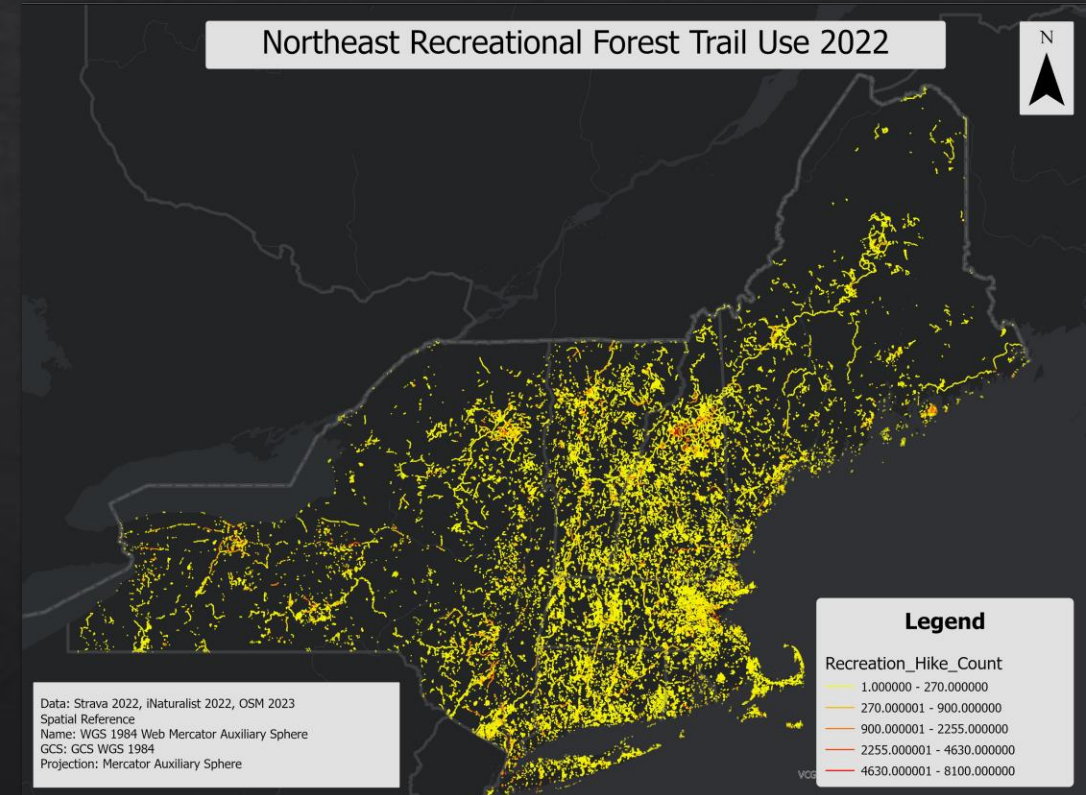 Northeast Recreational Forest Trail Use 2022
N
Data: Strava 2022, iNaturalist 2022, OSM 2023
Spatial Reference
Name: WGS 1984 Web Mercator Auxiliary Sphere
GCS: GCS WGS 1984
Projection: Mercator Auxiliary Sphere
Legend
Recreation_Hike_Count
1.000000 - 270.000000
270.000001 - 900.000000
900.000001 - 2255.000000
2255.000001 - 4630.000000
4630.000001 - 8100.000000
VCG